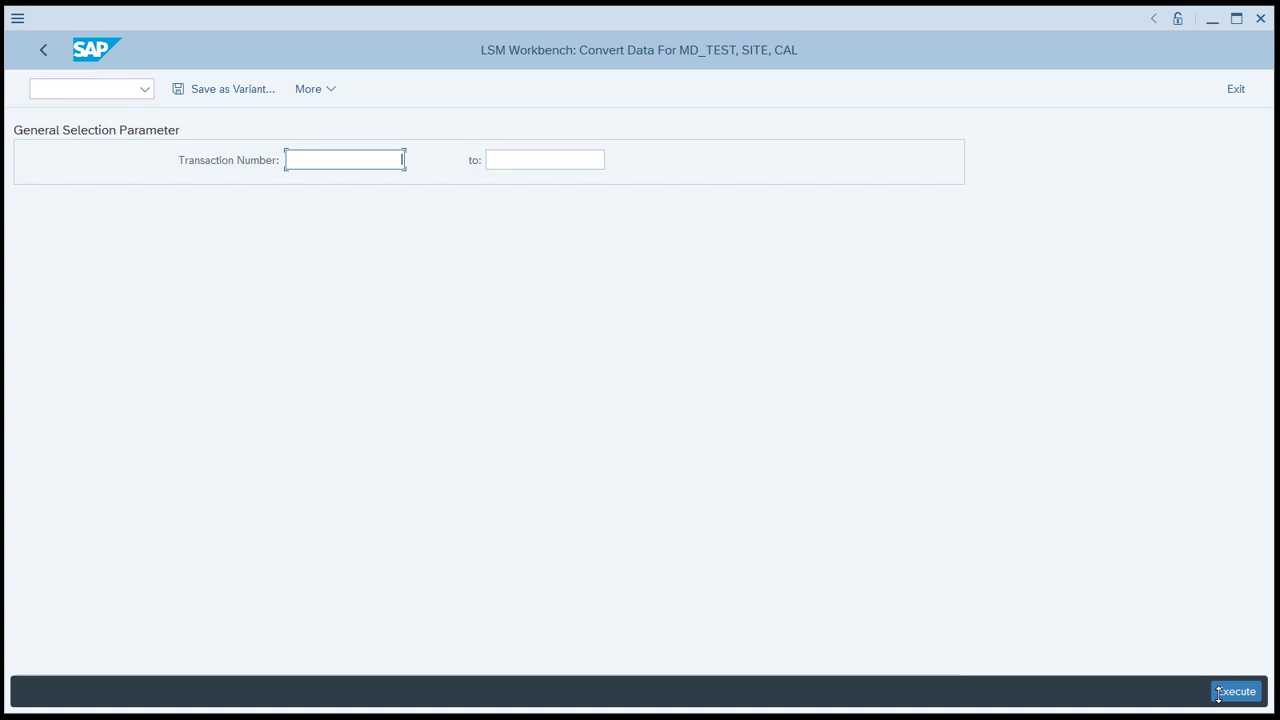 SAP
LSM Workbench: Convert Data For MD_TEST, SITE, CAL
Save as Variant... More Exit
General Selection Parameter
Transaction Number: to:
Execute